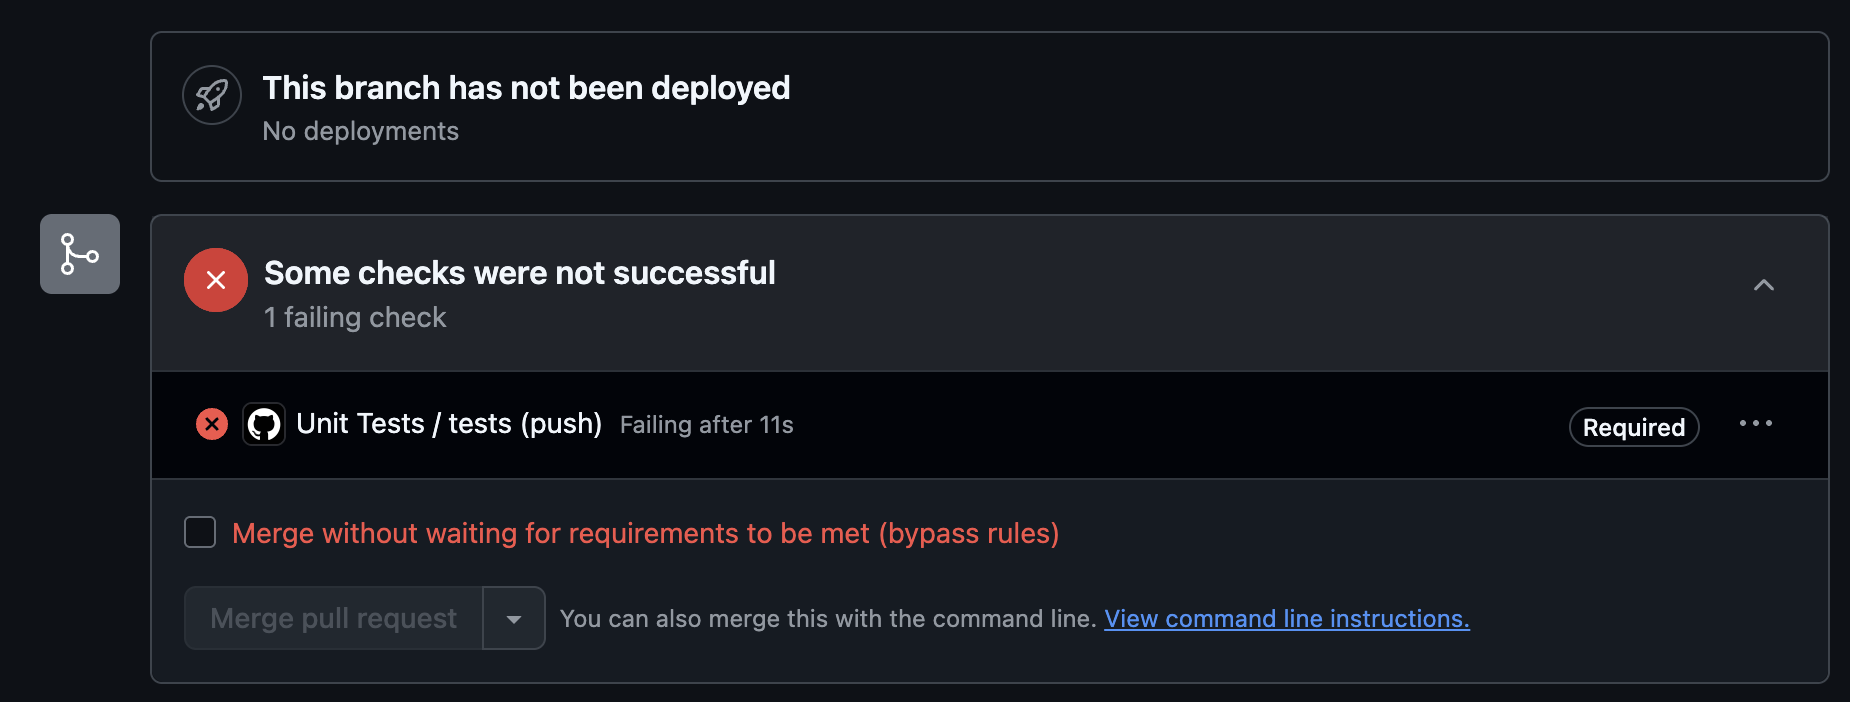 This branch has not been deployed
No deployments
Some checks were not successful
1 failing check
Unit Tests / tests (push) Failing after 11s Required
Merge without waiting for requirements to be met (bypass rules)
Merge pull request You can also merge this with the command line. View command line instructions.